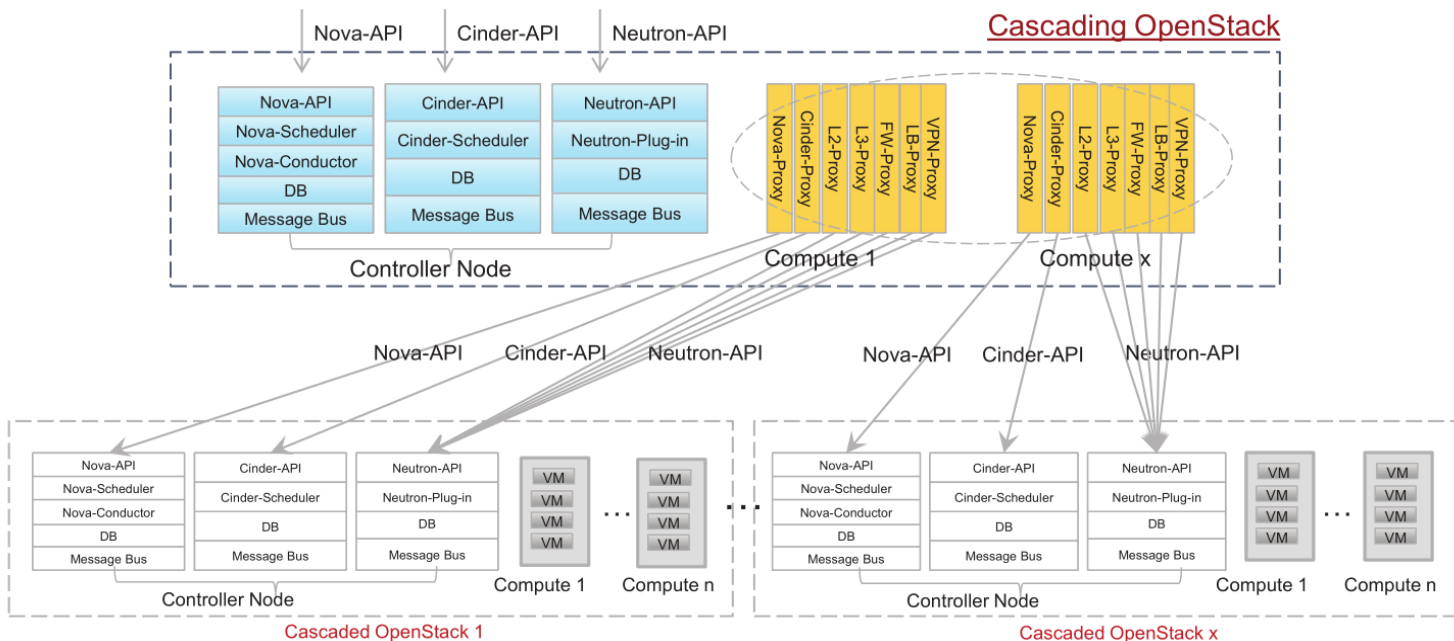 Cascading OpenStack
Nova-API
Cinder-API
Neutron-API
Nova-API
Nova-Scheduler
Nova-Conductor
DB
Message Bus
Cinder-API
Cinder-Scheduler
DB
Message Bus
Neutron-API
Neutron-Plug-in
DB
Message Bus
Controller Node
Nova-Proxy
Cinder-Proxy
L2-Proxy
L3-Proxy
FW-Proxy
LB-Proxy
VPN-Proxy
Compute 1
Nova-Proxy
Cinder-Proxy
L2-Proxy
L3-Proxy
FW-Proxy
LB-Proxy
VPN-Proxy
Compute x
Nova-API
Cinder-API
Neutron-API
Nova-API
Cinder-API
Neutron-API
Nova-API
Nova-Scheduler
Nova-Conductor
DB
Message Bus
Cinder-API
Cinder-Scheduler
DB
Message Bus
Neutron-API
Neutron-Plug-in
DB
Message Bus
Controller Node
VM
VM
VM
VM
Compute 1
...
VM
VM
VM
VM
Compute n
Cascaded OpenStack 1
...
Nova-API
Nova-Scheduler
Nova-Conductor
DB
Message Bus
Cinder-API
Cinder-Scheduler
DB
Message Bus
Neutron-API
Neutron-Plug-in
DB
Message Bus
Controller Node
VM
VM
VM
VM
Compute 1
...
VM
VM
VM
VM
Compute n
Cascaded OpenStack x